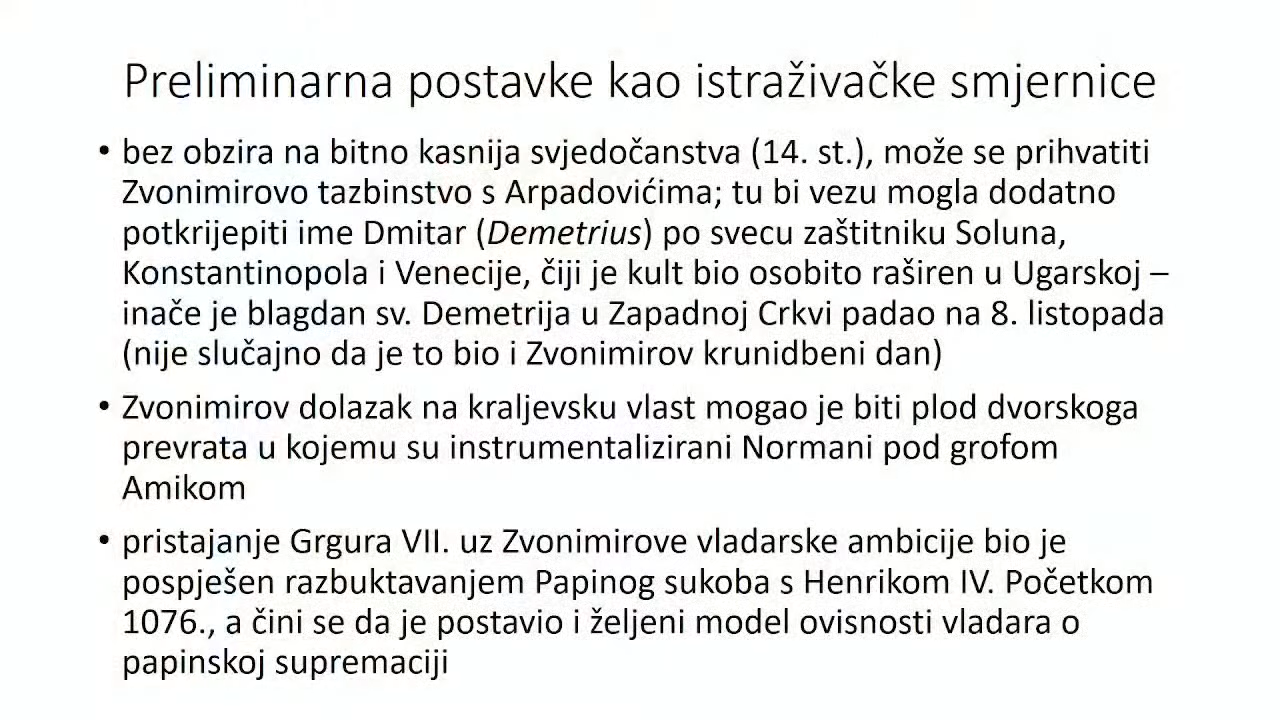 Preliminarna postavke kao istraživačke smjernice
• bez obzira na bitno kasnija svjedočanstva (14. st.), može se prihvatiti
Zvonimirovo tazbinstvo s Arpadovićima; tu bi vezu mogla dodatno
potkrijepiti ime Dmitar (Demetrius) po svecu zaštitniku Soluna,
Konstantinopola i Venecije, čiji je kult bio osobito raširen u Ugarskoj –
inače je blagdan sv. Demetrija u Zapadnoj Crkvi padao na 8. listopada
(nije slučajno da je to bio i Zvonimirov krunidbeni dan)
• Zvonimirov dolazak na kraljevsku vlast mogao je biti plod dvorskoga
prevrata u kojemu su instrumentalizirani Normani pod grofom
Amikom
• pristajanje Grgura VII. uz Zvonimirove vladarske ambicije bio je
pospješen razbuktavanjem Papinog sukoba s Henrikom IV. Početkom
1076., a čini se da je postavio i željeni model ovisnosti vladara o
papinskoj supremaciji